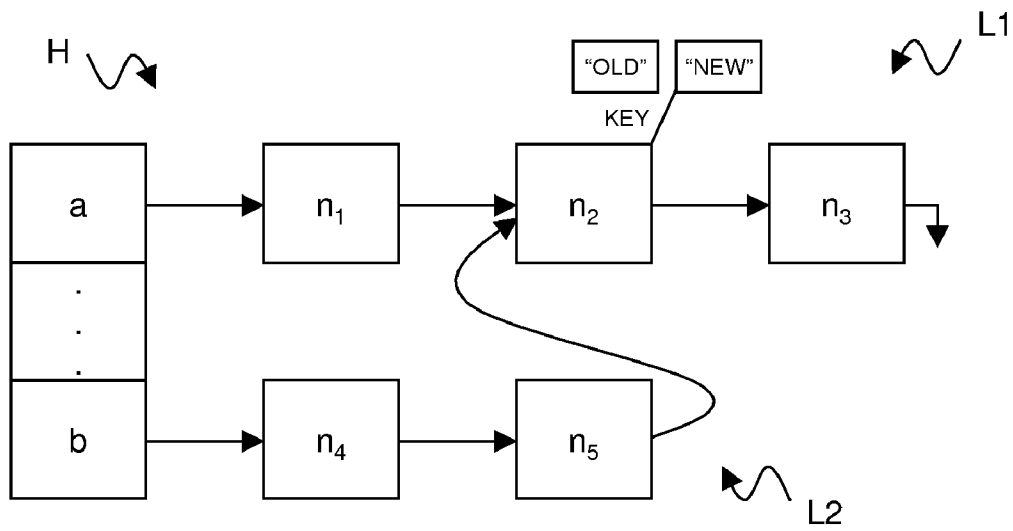 L1
H
“OLD” “NEW”
KEY
a n₁ n₂ n₃
.
.
.
b n₄ n₅
L2